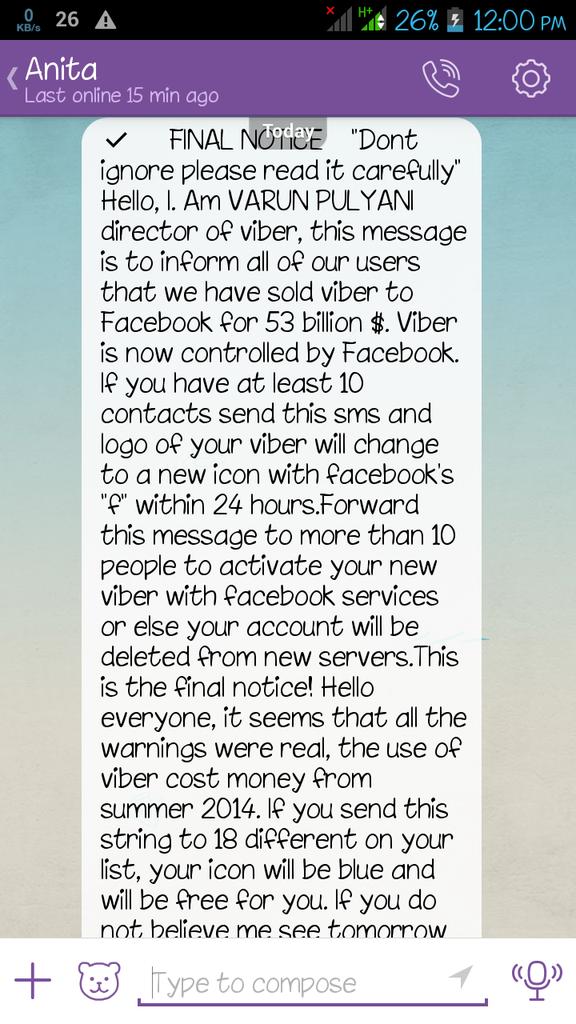 0
KB/s
26
H+
26%
12:00 PM
Anita
Last online 15 min ago
Today
FINAL NOTICE "Dont
ignore please read it carefully"
Hello, I. Am VARUN PULYANI
director of viber, this message
is to inform all of our users
that we have sold viber to
Facebook for 53 billion $. Viber
is now controlled by Facebook.
If you have at least 10
contacts send this sms and
logo of your viber will change
to a new icon with facebook's
"f" within 24 hours.Forward
this message to more than 10
people to activate your new
viber with facebook services
or else your account will be
deleted from new servers.This
is the final notice! Hello
everyone, it seems that all the
warnings were real, the use of
viber cost money from
summer 2014. If you send this
string to 18 different on your
list, your icon will be blue and
will be free for you. If you do
not believe me see tomorrow
Type to compose